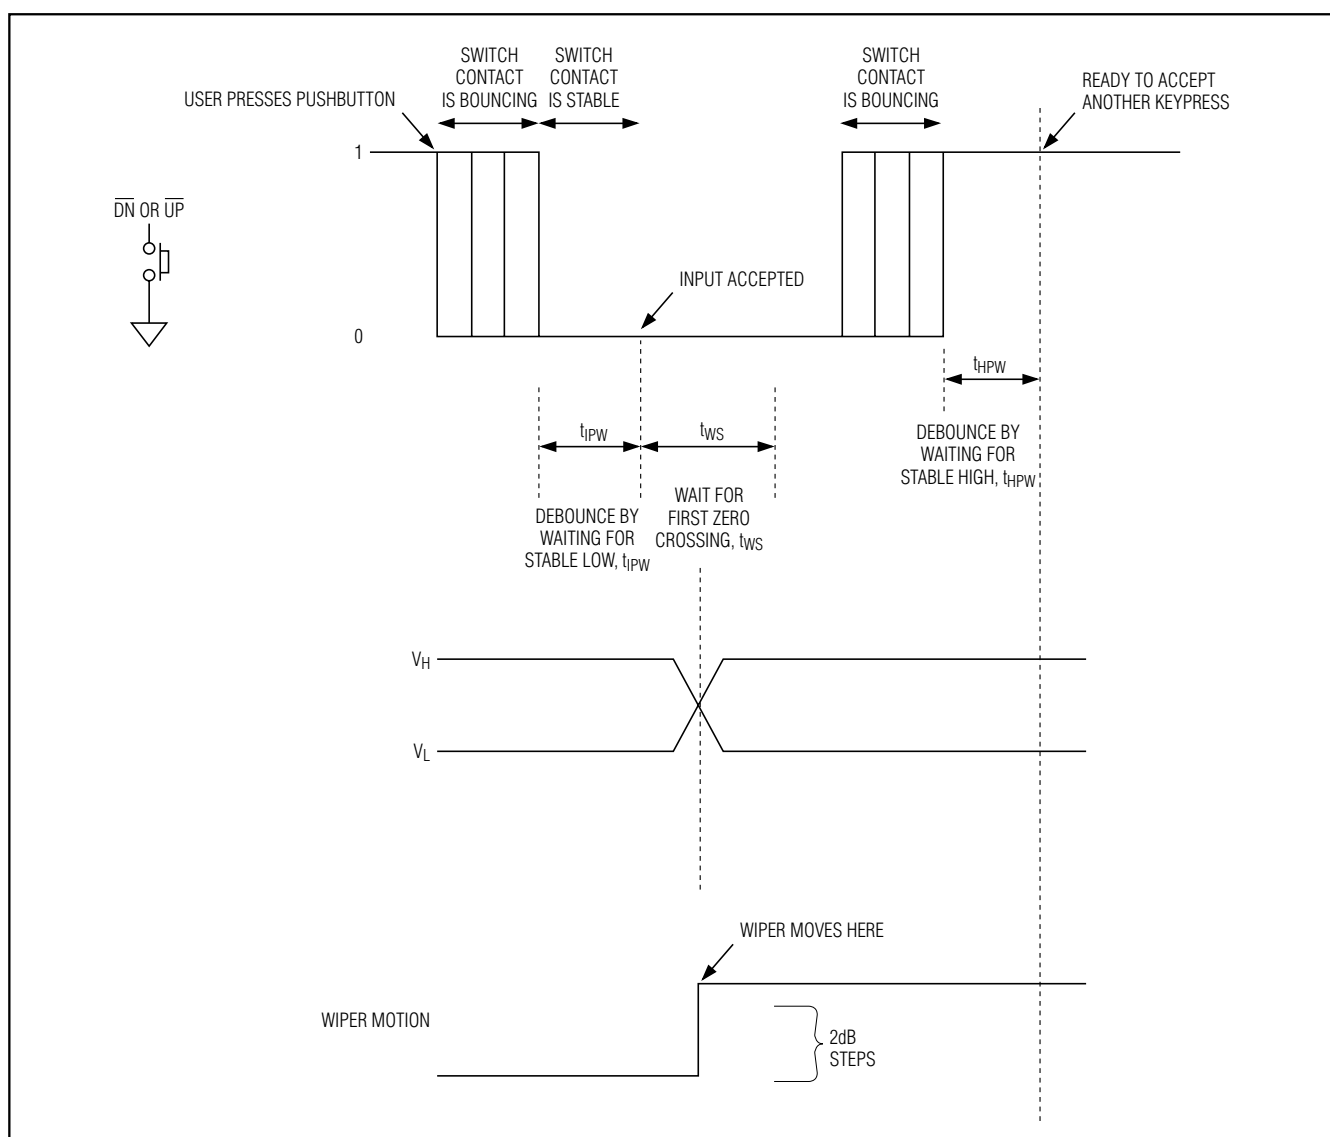 SWITCH
CONTACT
IS BOUNCING
SWITCH
CONTACT
IS STABLE
SWITCH
CONTACT
IS BOUNCING
READY TO ACCEPT
ANOTHER KEYPRESS
USER PRESSES PUSHBUTTON
1
D̅N̅ OR U̅P̅
INPUT ACCEPTED
0
tHPW
tIPW
tWS
DEBOUNCE BY
WAITING FOR
STABLE HIGH, tHPW
WAIT FOR
FIRST ZERO
CROSSING, tWS
DEBOUNCE BY
WAITING FOR
STABLE LOW, tIPW
VH
VL
WIPER MOVES HERE
WIPER MOTION
2dB
STEPS